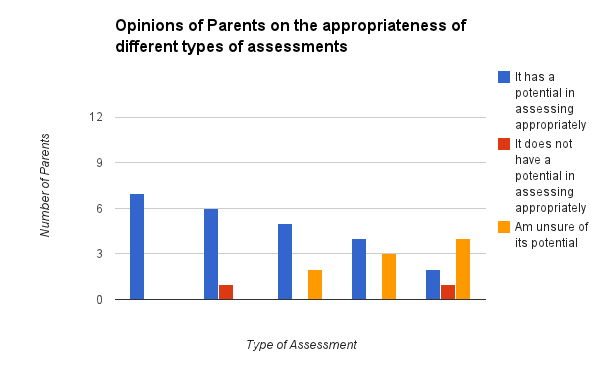 Opinions of Parents on the appropriateness of
different types of assessments
It has a
potential in
assessing
appropriately
It does not
have a
potential in
assessing
appropriately
Am unsure of
its potential
12
9
6
3
0
Number of Parents
Type of Assessment